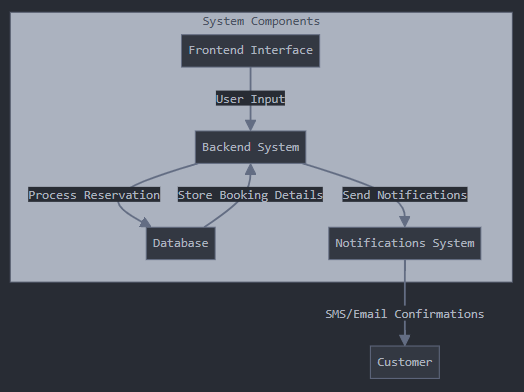 System Components
Frontend Interface
User Input
Backend System
Process Reservation
Store Booking Details
Send Notifications
Database
Notifications System
SMS/Email Confirmations
Customer